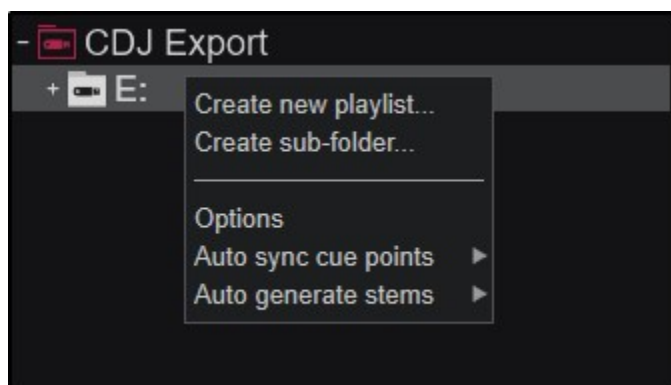 - CDJ Export
+ E:
Create new playlist...
Create sub-folder...
Options
Auto sync cue points
Auto generate stems